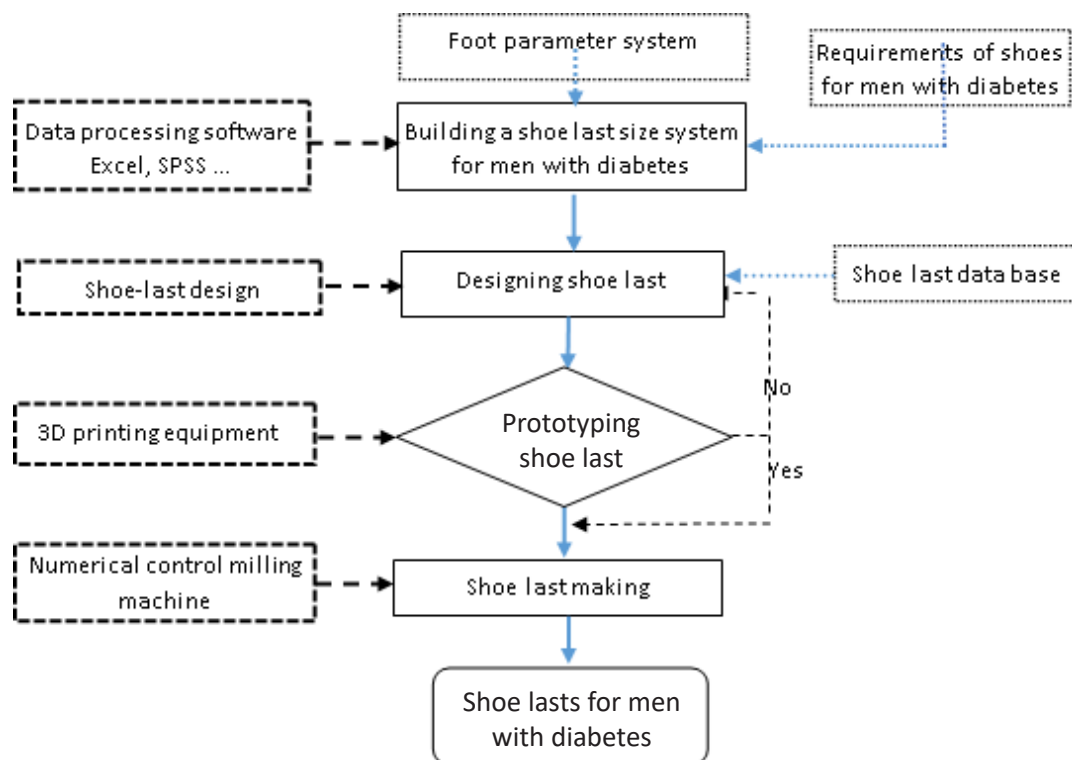 Foot parameter system
Requirements of shoes
for men with diabetes
Data processing software
Excel, SPSS ...
Building a shoe last size system
for men with diabetes
Shoe-last design
Designing shoe last
Shoe last data base
No
3D printing equipment
Prototyping
shoe last
Yes
Numerical control milling
machine
Shoe last making
Shoe lasts for men
with diabetes